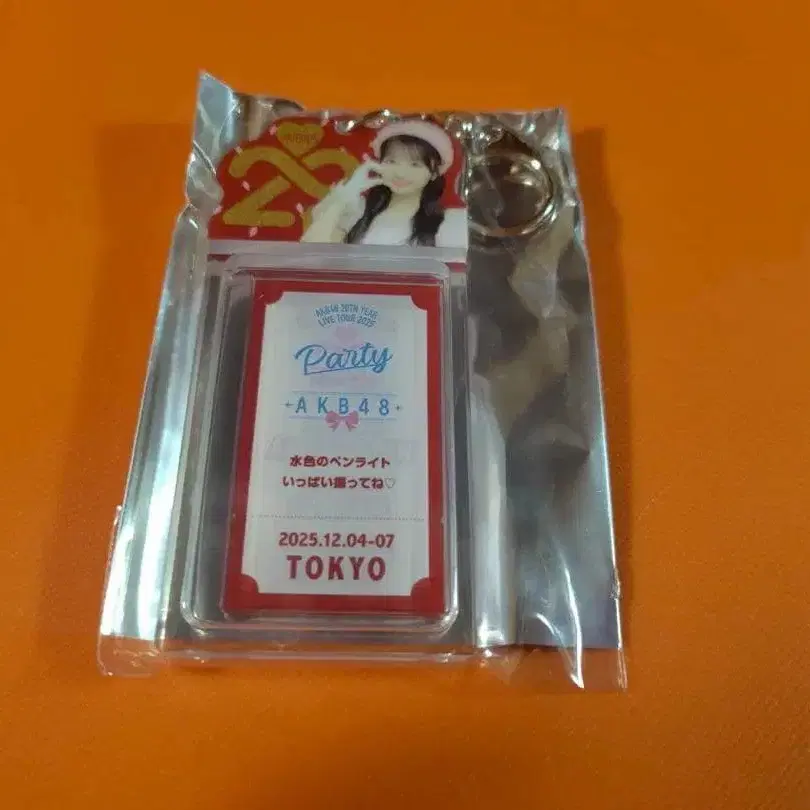 20
AKB48 20TH YEAR
LIVE TOUR 2025
Party
AKB48
水色のペンライト
いっぱい振ってね♡
2025.12.04-07
TOKYO